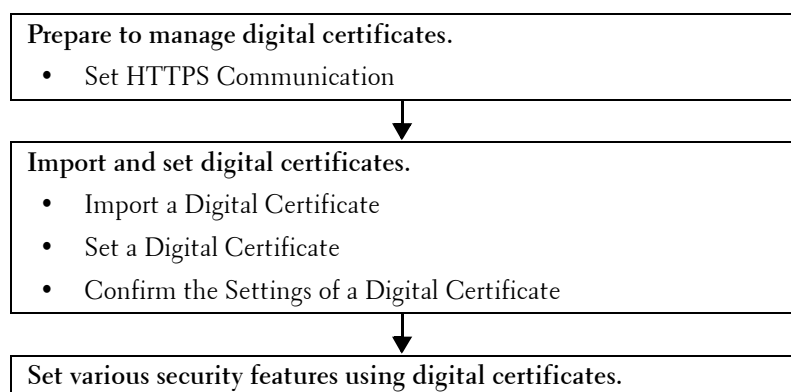 Prepare to manage digital certificates.
• Set HTTPS Communication
Import and set digital certificates.
• Import a Digital Certificate
• Set a Digital Certificate
• Confirm the Settings of a Digital Certificate
Set various security features using digital certificates.